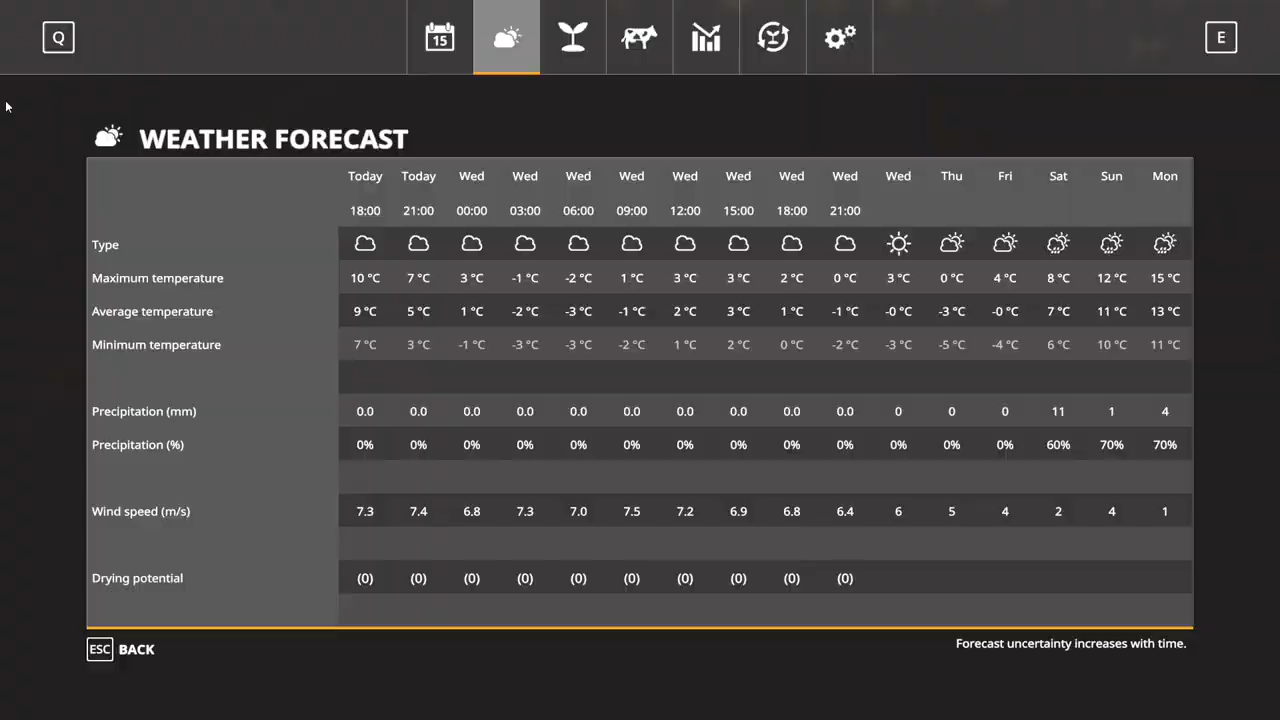 Q
15
E
WEATHER FORECAST
Today Today Wed Wed Wed Wed Wed Wed Wed Wed Wed Thu Fri Sat Sun Mon
18:00 21:00 00:00 03:00 06:00 09:00 12:00 15:00 18:00 21:00
Type
Maximum temperature 10 °C 7 °C 3 °C -1 °C -2 °C 1 °C 3 °C 3 °C 2 °C 0 °C 3 °C 0 °C 4 °C 8 °C 12 °C 15 °C
Average temperature 9 °C 5 °C 1 °C -2 °C -3 °C -1 °C 2 °C 3 °C 1 °C -1 °C -0 °C -3 °C -0 °C 7 °C 11 °C 13 °C
Minimum temperature 7 °C 3 °C -1 °C -3 °C -3 °C -2 °C 1 °C 2 °C 0 °C -2 °C -3 °C -5 °C -4 °C 6 °C 10 °C 11 °C
Precipitation (mm) 0.0 0.0 0.0 0.0 0.0 0.0 0.0 0.0 0.0 0.0 0 0 0 11 1 4
Precipitation (%) 0% 0% 0% 0% 0% 0% 0% 0% 0% 0% 0% 0% 0% 60% 70% 70%
Wind speed (m/s) 7.3 7.4 6.8 7.3 7.0 7.5 7.2 6.9 6.8 6.4 6 5 4 2 4 1
Drying potential (0) (0) (0) (0) (0) (0) (0) (0) (0) (0)
ESC BACK
Forecast uncertainty increases with time.